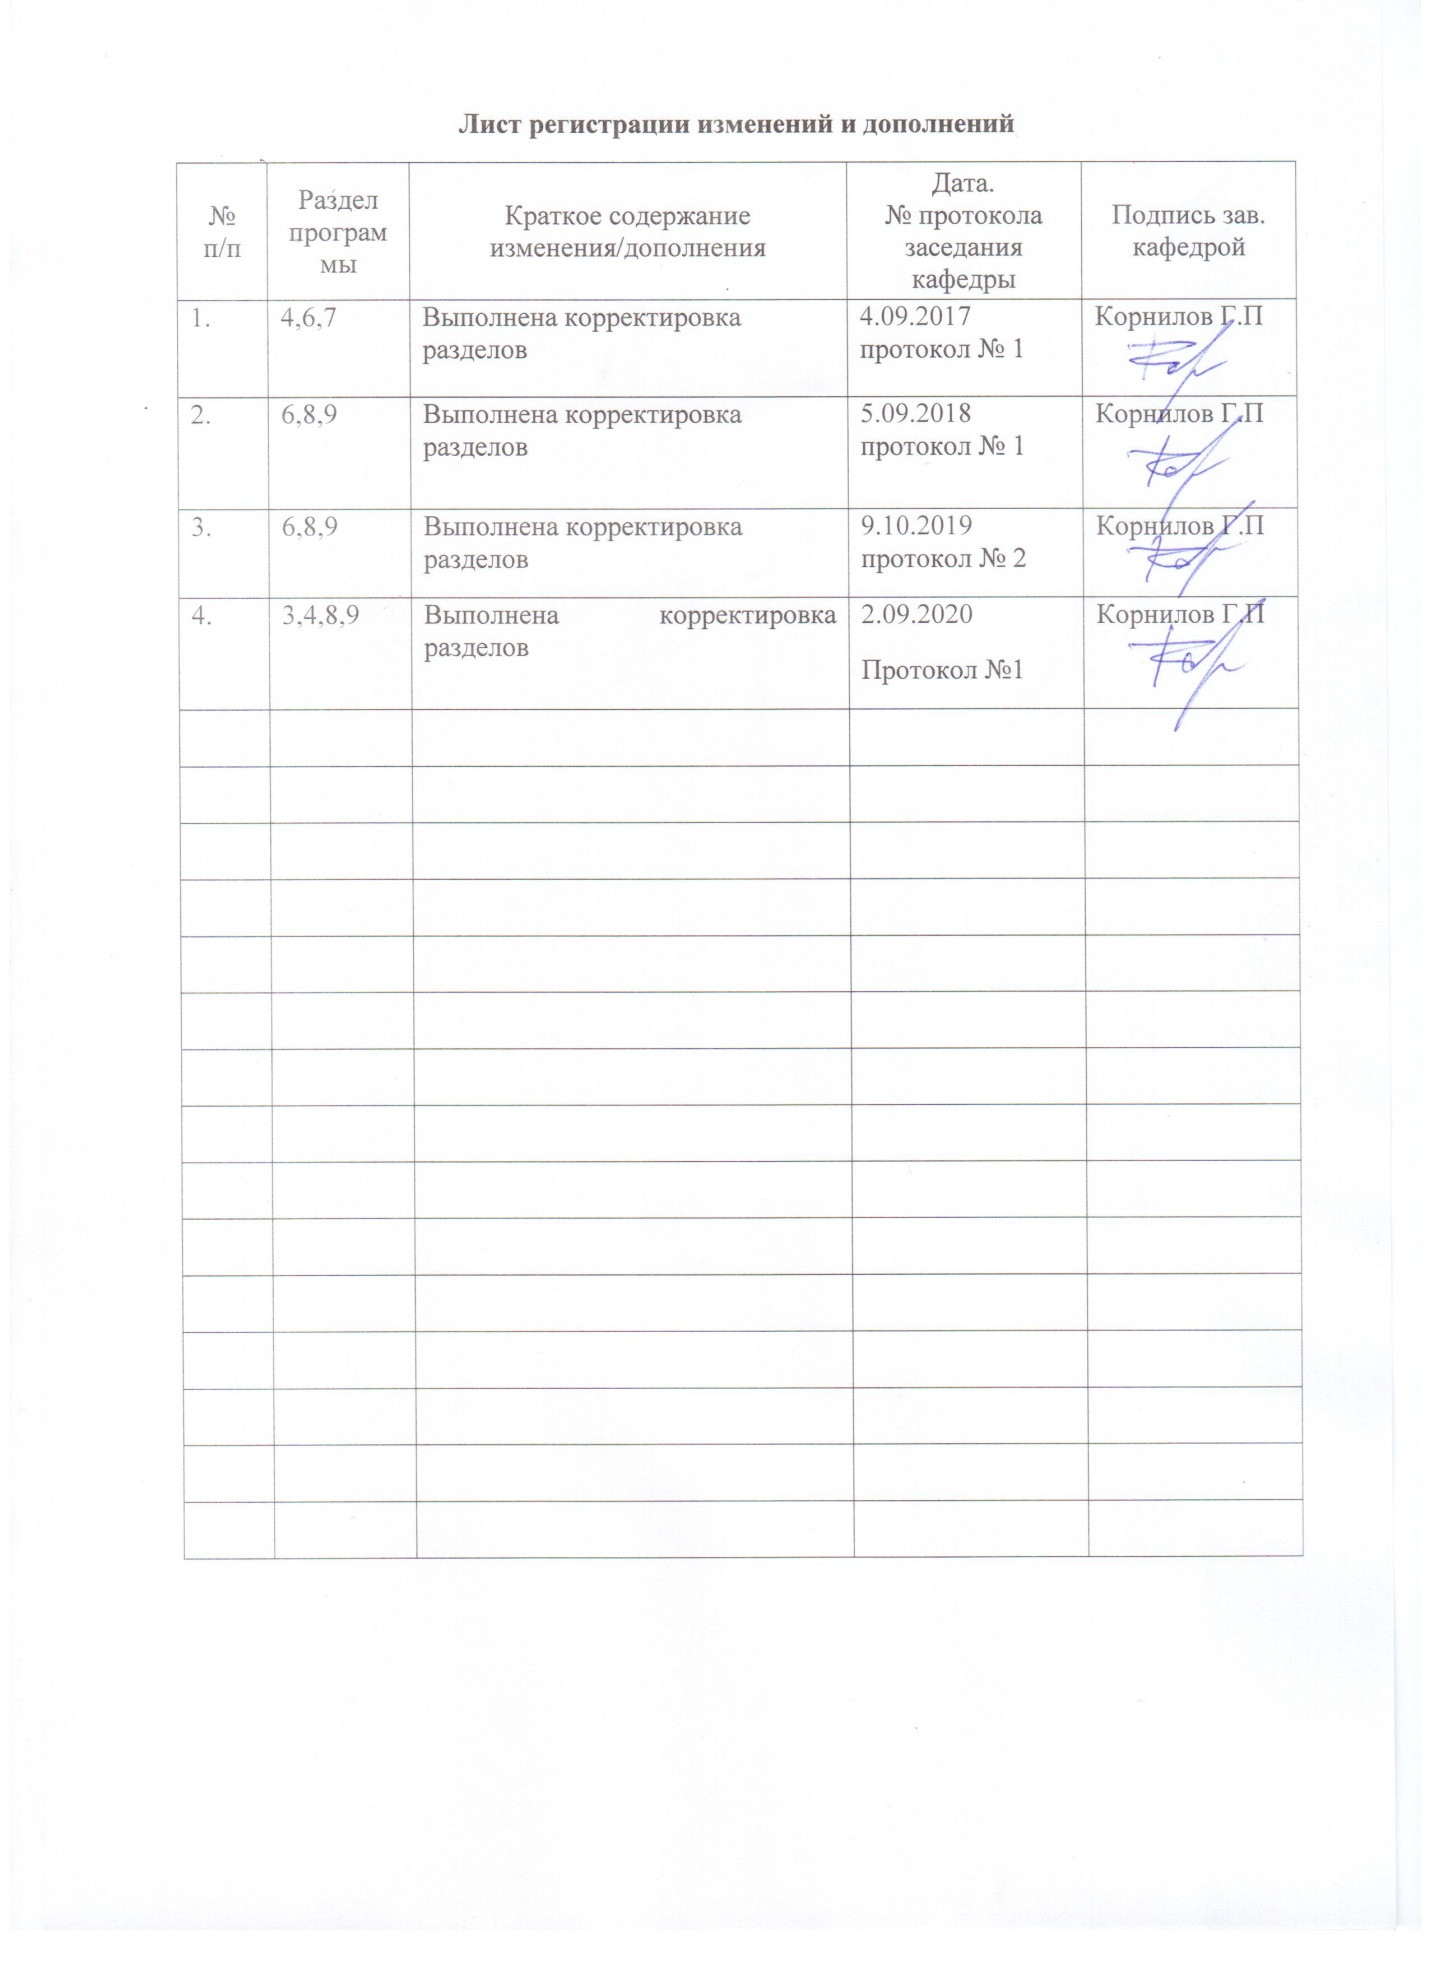 Лист регистрации изменений и дополнений
№
п/п
Раздел
програм
мы
Краткое содержание
изменения/дополнения
Дата.
№ протокола
заседания
кафедры
Подпись зав.
кафедрой
1.
4,6,7
Выполнена корректировка
разделов
4.09.2017
протокол № 1
Корнилов Г.П
2.
6,8,9
Выполнена корректировка
разделов
5.09.2018
протокол № 1
Корнилов Г.П
3.
6,8,9
Выполнена корректировка
разделов
9.10.2019
протокол № 2
Корнилов Г.П
4.
3,4,8,9
Выполнена корректировка
разделов
2.09.2020
Протокол №1
Корнилов Г.П